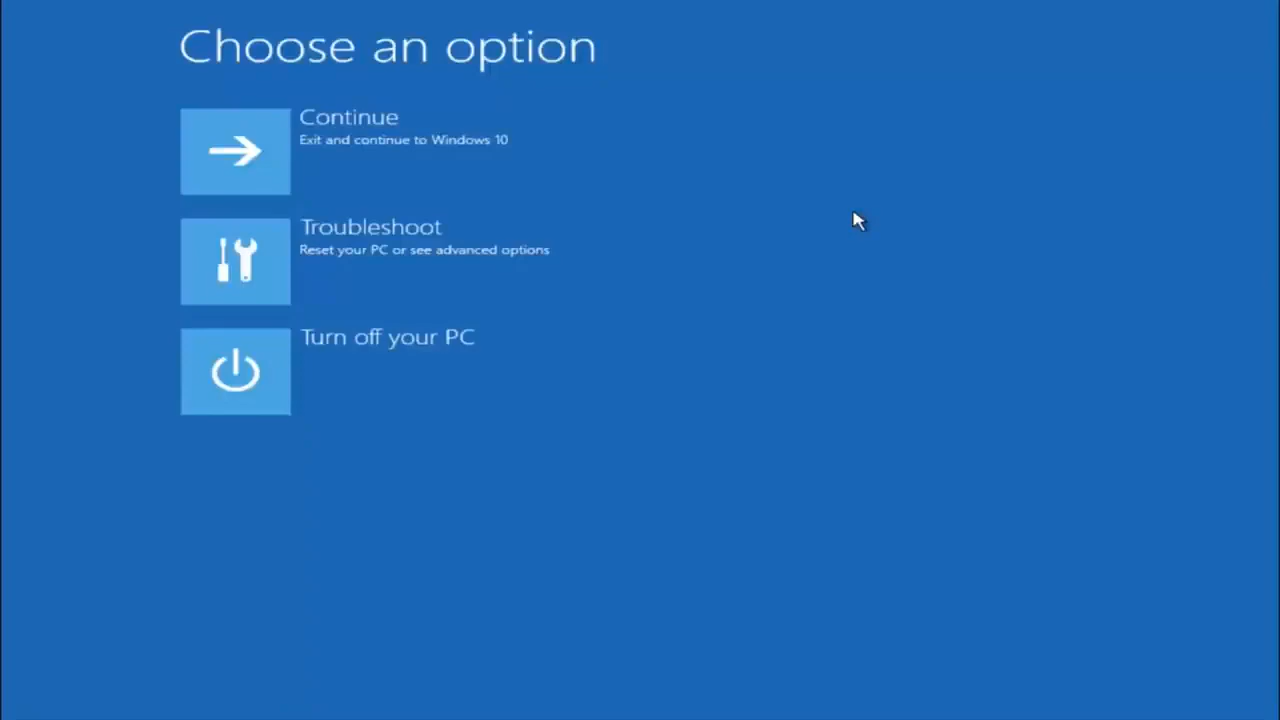 Choose an option
Continue
Exit and continue to Windows 10
Troubleshoot
Reset your PC or see advanced options
Turn off your PC